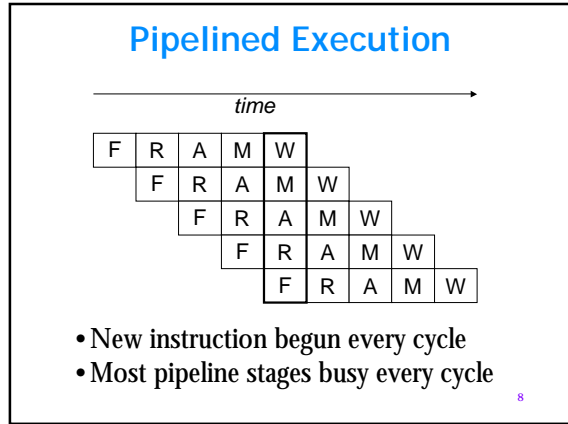 Pipelined Execution
time
F R A M W
F R A M W
F R A M W
F R A M W
F R A M W
• New instruction begun every cycle
• Most pipeline stages busy every cycle
8